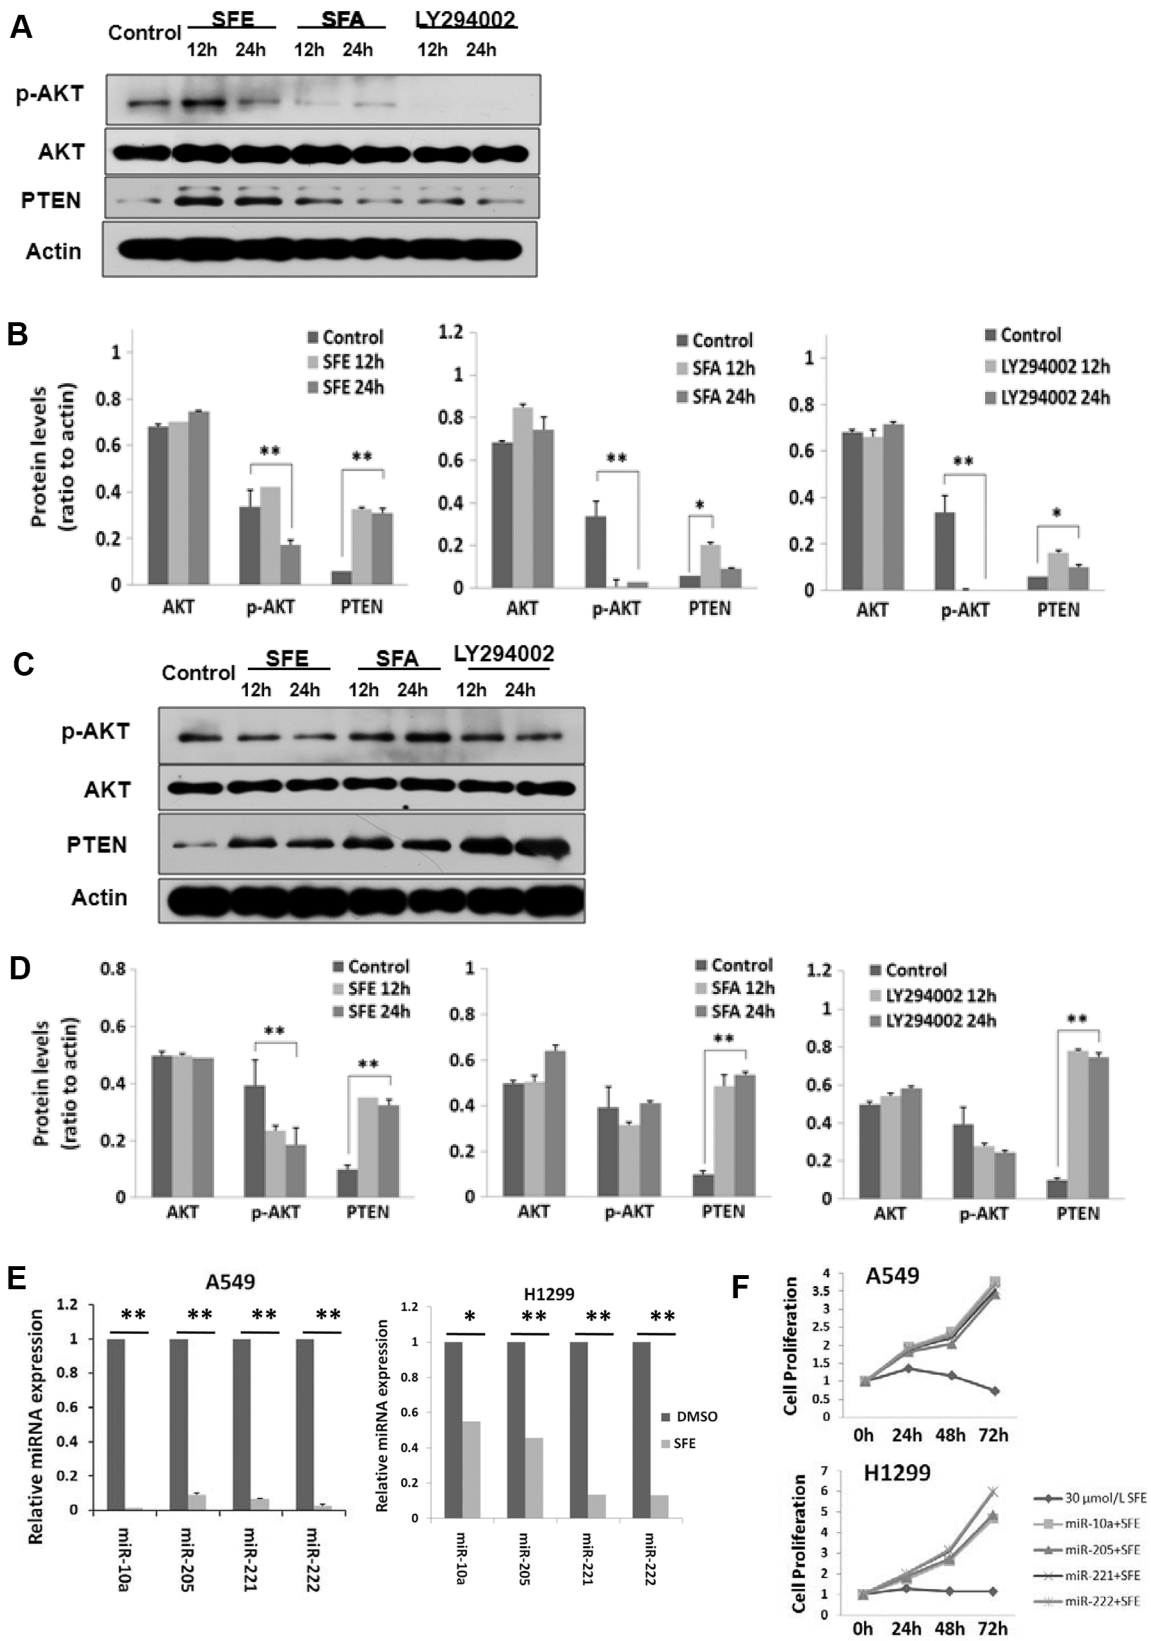 A
Control SFE SFA LY294002
12h 24h 12h 24h 12h 24h
p-AKT
AKT
PTEN
Actin
B
Protein levels
(ratio to actin)
1
0.8
0.6
0.4
0.2
0
Control
SFE 12h
SFE 24h
** **
AKT p-AKT PTEN
1.2
1
0.8
0.6
0.4
0.2
0
Control
SFA 12h
SFA 24h
** *
AKT p-AKT PTEN
1
0.8
0.6
0.4
0.2
0
Control
LY294002 12h
LY294002 24h
** *
AKT p-AKT PTEN
C
Control SFE SFA LY294002
12h 24h 12h 24h 12h 24h
p-AKT
AKT
PTEN
Actin
D
Protein levels
(ratio to actin)
0.8
0.6
0.4
0.2
0
Control
SFE 12h
SFE 24h
** **
AKT p-AKT PTEN
1
0.8
0.6
0.4
0.2
0
Control
SFA 12h
SFA 24h
**
AKT p-AKT PTEN
1.2
1
0.8
0.6
0.4
0.2
0
Control
LY294002 12h
LY294002 24h
**
AKT p-AKT PTEN
E
A549
Relative miRNA expression
1.2
1
0.8
0.6
0.4
0.2
0
** ** ** **
miR-10a
miR-205
miR-221
miR-222
H1299
Relative miRNA expression
1.2
1
0.8
0.6
0.4
0.2
0
* ** ** **
miR-10a
miR-205
miR-221
miR-222
DMSO
SFE
F
A549
Cell Proliferation
4
3.5
3
2.5
2
1.5
1
0.5
0
0h 24h 48h 72h
H1299
Cell Proliferation
7
6
5
4
3
2
1
0
0h 24h 48h 72h
30 μmol/L SFE
miR-10a+SFE
miR-205+SFE
miR-221+SFE
miR-222+SFE